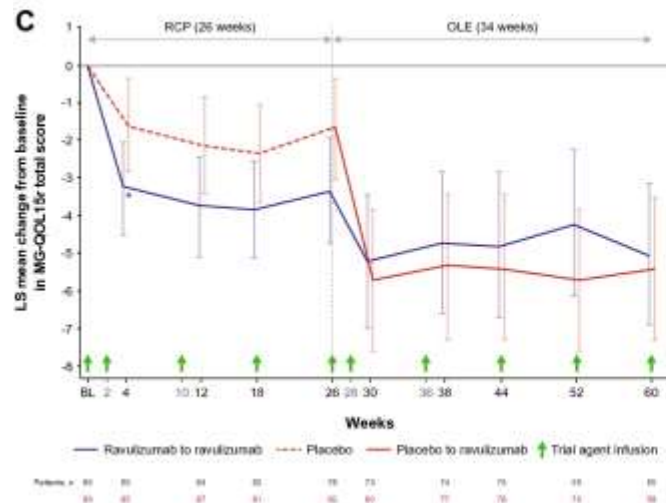 C
RCP (26 weeks)
OLE (34 weeks)
LS mean change from baseline
in MG-QOL15r total score
1
0
-1
-2
-3
-4
-5
-6
-7
-8
*
BL 2 4 10 12 18 26 28 30 36 38 44 52 60
Weeks
Ravulizumab to ravulizumab
Placebo
Placebo to ravulizumab
Trial agent infusion
Patients, n